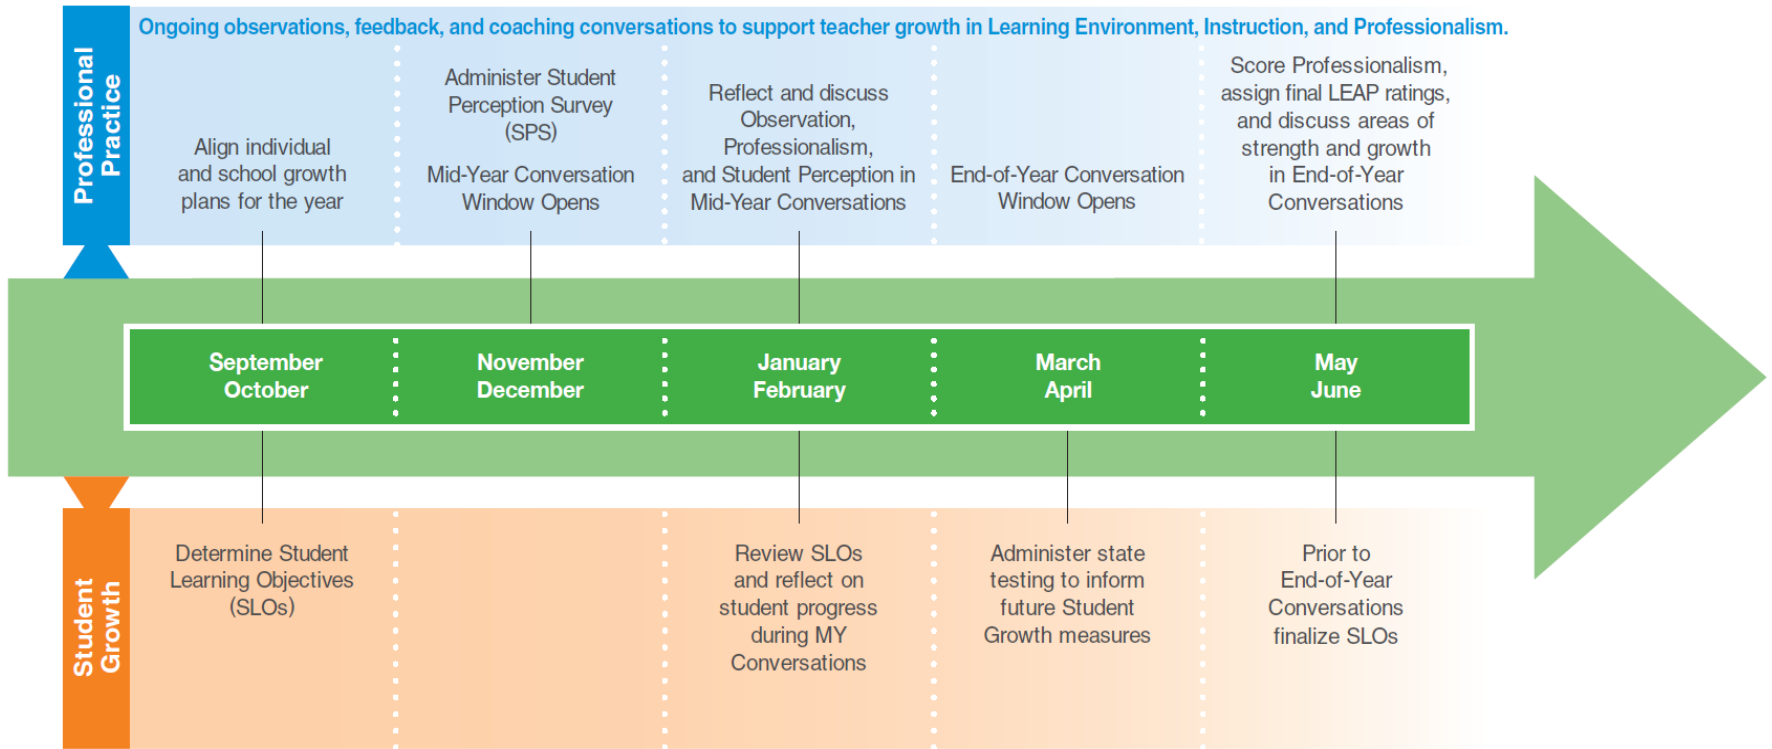 Ongoing observations, feedback, and coaching conversations to support teacher growth in Learning Environment, Instruction, and Professionalism.
Professional
Practice
Align individual
and school growth
plans for the year
Administer Student
Perception Survey
(SPS)
Mid-Year Conversation
Window Opens
Reflect and discuss
Observation,
Professionalism,
and Student Perception in
Mid-Year Conversations
End-of-Year Conversation
Window Opens
Score Professionalism,
assign final LEAP ratings,
and discuss areas of
strength and growth
in End-of-Year
Conversations
September
October
November
December
January
February
March
April
May
June
Student
Growth
Determine Student
Learning Objectives
(SLOs)
Review SLOs
and reflect on
student progress
during MY
Conversations
Administer state
testing to inform
future Student
Growth measures
Prior to
End-of-Year
Conversations
finalize SLOs